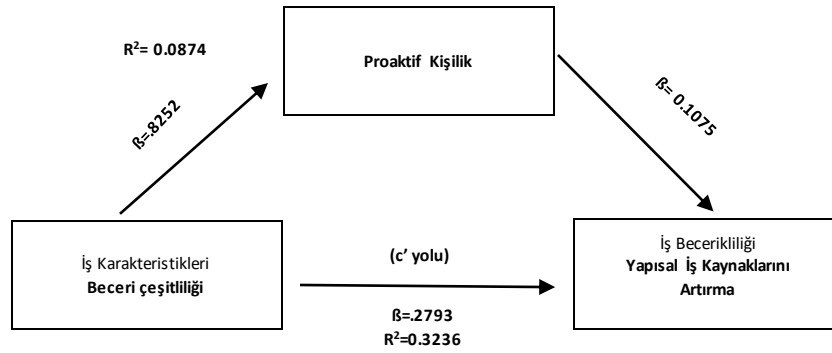 R²= 0.0874
Proaktif Kişilik
ß=.8252
ß= 0.1075
İş Karakteristikleri
Beceri çeşitliliği
(c’ yolu)
ß=.2793
R²=0.3236
İş Becerikliliği
Yapısal İş Kaynaklarını
Artırma